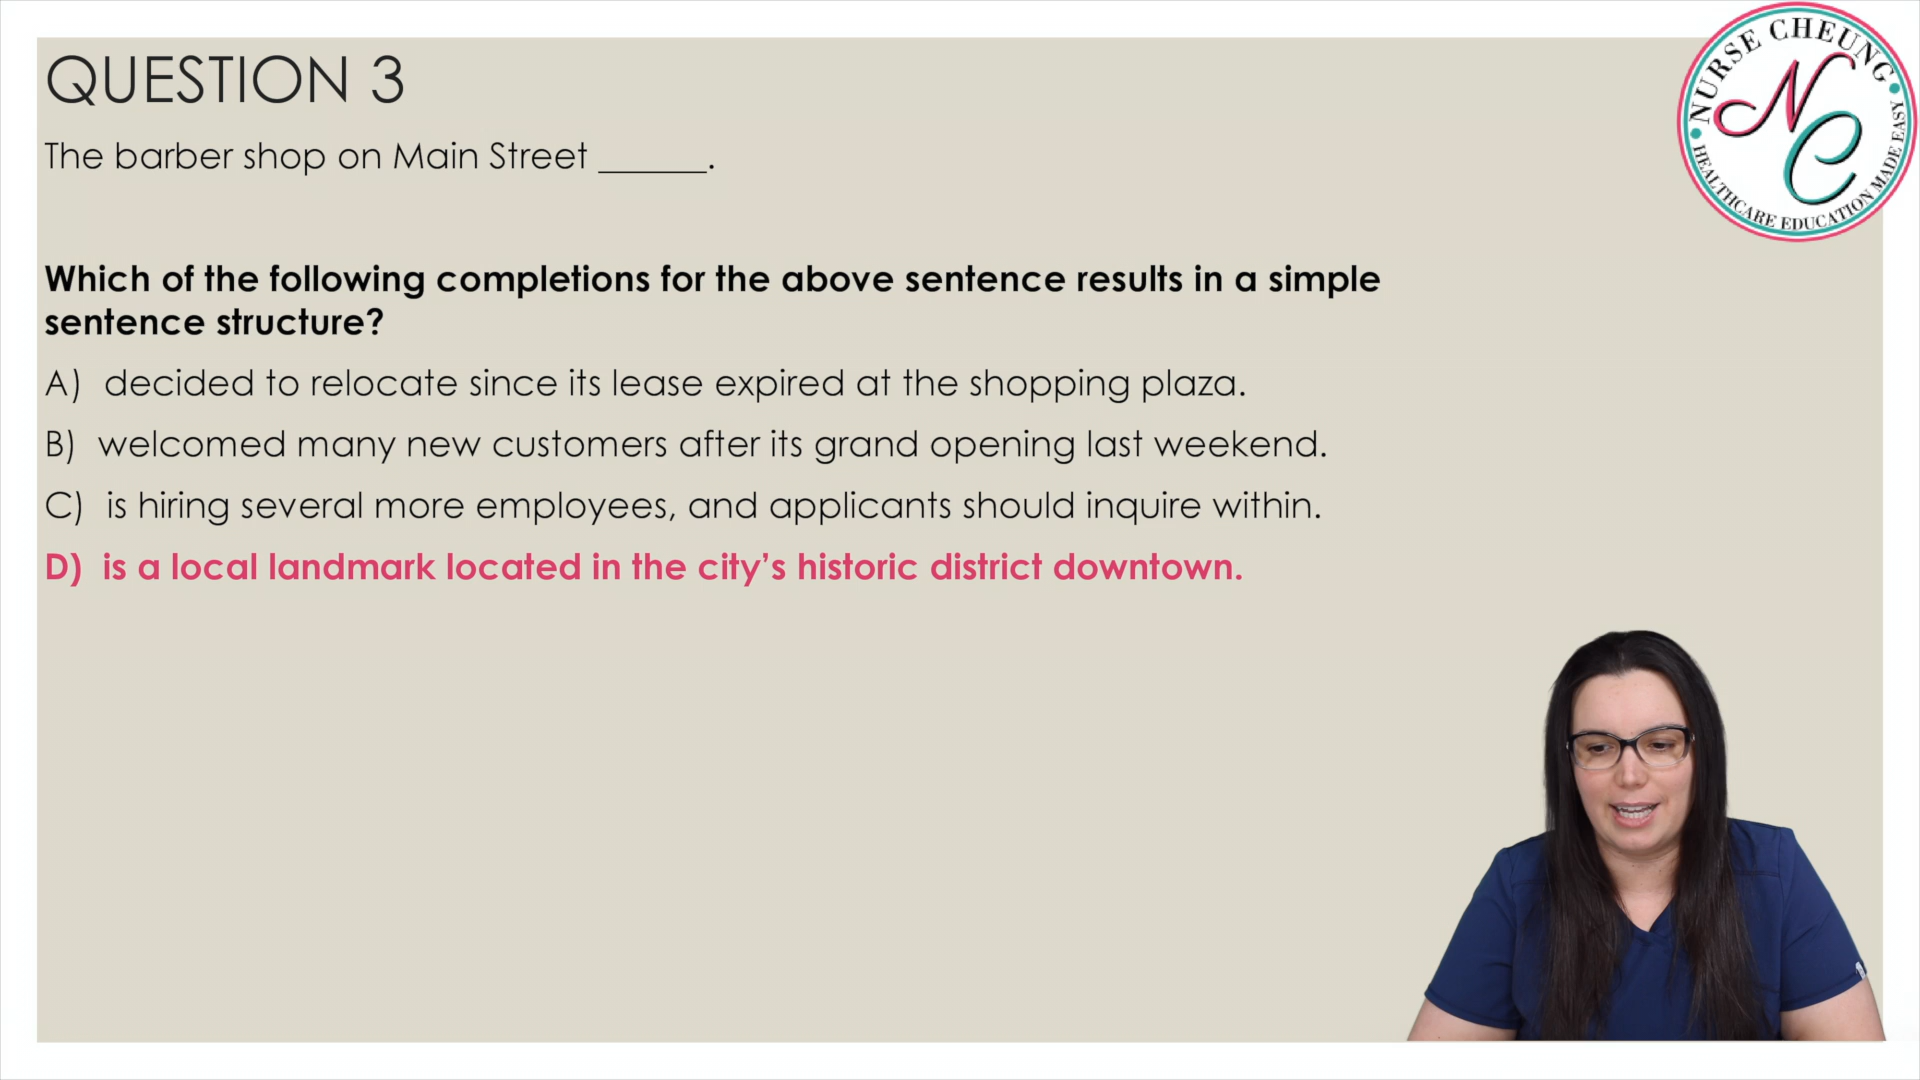 QUESTION 3
The barber shop on Main Street ______.
Which of the following completions for the above sentence results in a simple
sentence structure?
A) decided to relocate since its lease expired at the shopping plaza.
B) welcomed many new customers after its grand opening last weekend.
C) is hiring several more employees, and applicants should inquire within.
D) is a local landmark located in the city’s historic district downtown.
NURSE CHEUNG
NC
HEALTHCARE EDUCATION MADE EASY